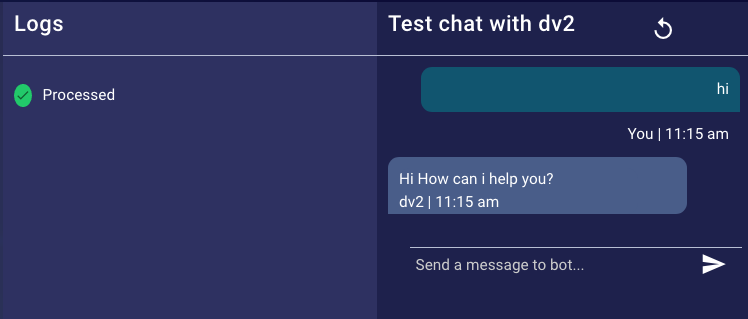 Logs
Processed
Test chat with dv2
hi
You | 11:15 am
Hi How can i help you?
dv2 | 11:15 am
Send a message to bot...